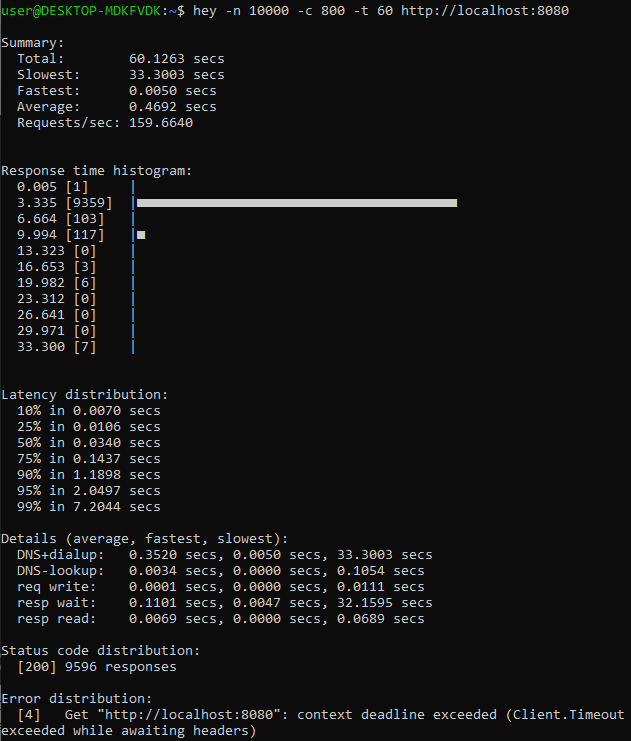 user@DESKTOP-MDKFVDK:~$ hey -n 10000 -c 800 -t 60 http://localhost:8080
Summary:
Total: 60.1263 secs
Slowest: 33.3003 secs
Fastest: 0.0050 secs
Average: 0.4692 secs
Requests/sec: 159.6640
Response time histogram:
0.005 [1] |
3.335 [9359] |■■■■■■■■■■■■■■■■■■■■■■■■■■■■■■■■■■■■■■■■
6.664 [103] |
9.994 [117] |■
13.323 [0] |
16.653 [3] |
19.982 [6] |
23.312 [0] |
26.641 [0] |
29.971 [0] |
33.300 [7] |
Latency distribution:
10% in 0.0070 secs
25% in 0.0106 secs
50% in 0.0340 secs
75% in 0.1437 secs
90% in 1.1898 secs
95% in 2.0497 secs
99% in 7.2044 secs
Details (average, fastest, slowest):
DNS+dialup: 0.3520 secs, 0.0050 secs, 33.3003 secs
DNS-lookup: 0.0034 secs, 0.0000 secs, 0.1054 secs
req write: 0.0001 secs, 0.0000 secs, 0.0111 secs
resp wait: 0.1101 secs, 0.0047 secs, 32.1595 secs
resp read: 0.0069 secs, 0.0000 secs, 0.0689 secs
Status code distribution:
[200] 9596 responses
Error distribution:
[4] Get "http://localhost:8080": context deadline exceeded (Client.Timeout
exceeded while awaiting headers)